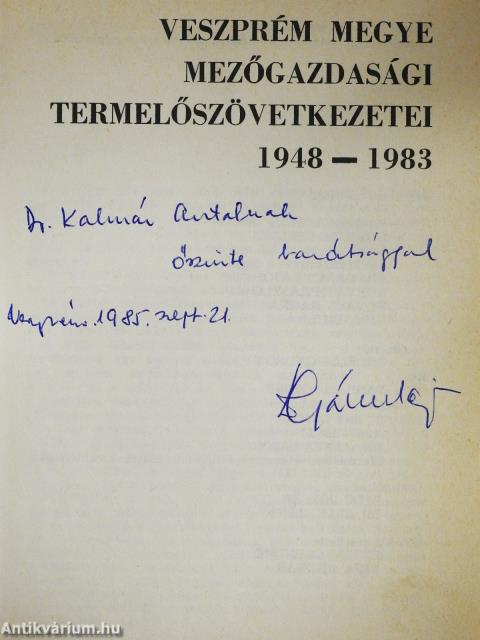 VESZPRÉM MEGYE
MEZŐGAZDASÁGI
TERMELŐSZÖVETKEZETEI
1948 — 1983
Dr. Kalmár Antalnak
őszinte barátsággal
Veszprém. 1985. szept. 21.
Antikvárium.hu